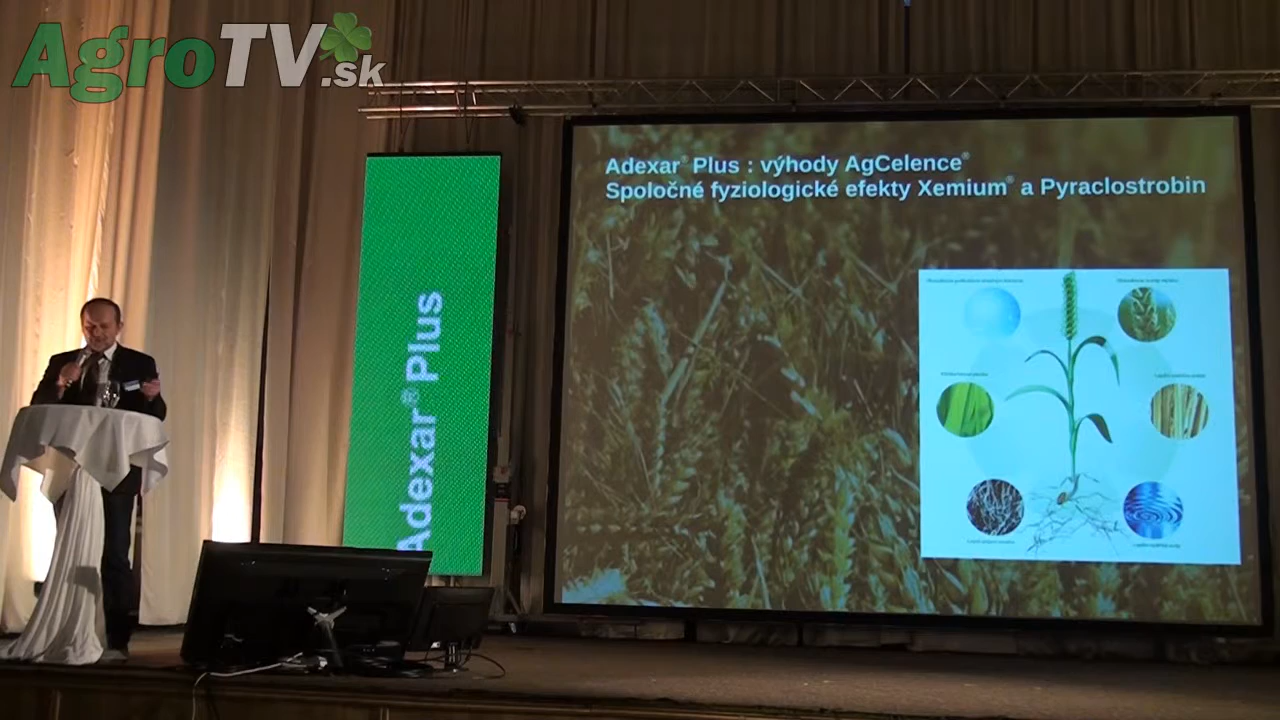 AgroTV.sk
Adexar® Plus : výhody AgCelence®
Spoločné fyziologické efekty Xemium® a Pyraclostrobin
Adexar® Plus